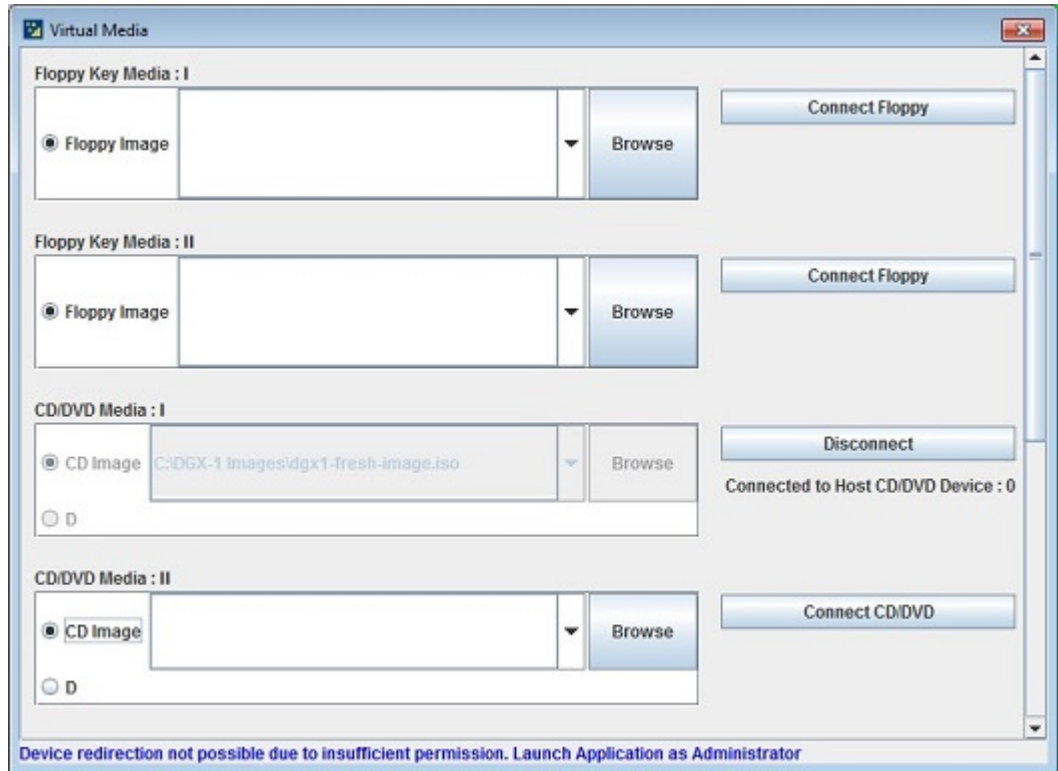 Virtual Media
Floppy Key Media : I
Floppy Image
Browse
Connect Floppy
Floppy Key Media : II
Floppy Image
Browse
Connect Floppy
CD/DVD Media : I
CD Image
C:\DGX-1 Images\dgx1-fresh-image.iso
Browse
Disconnect
Connected to Host CD/DVD Device : 0
D
CD/DVD Media : II
CD Image
Browse
Connect CD/DVD
D
Device redirection not possible due to insufficient permission. Launch Application as Administrator